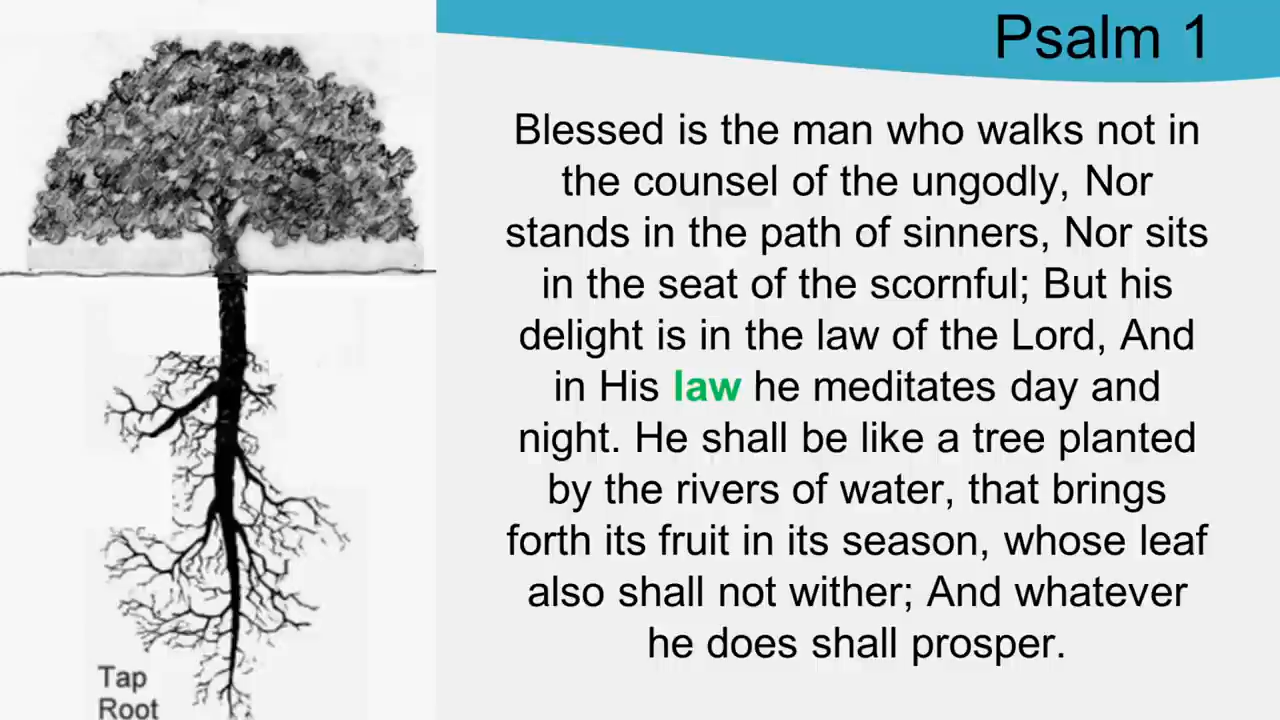 Psalm 1
Blessed is the man who walks not in
the counsel of the ungodly, Nor
stands in the path of sinners, Nor sits
in the seat of the scornful; But his
delight is in the law of the Lord, And
in His law he meditates day and
night. He shall be like a tree planted
by the rivers of water, that brings
forth its fruit in its season, whose leaf
also shall not wither; And whatever
he does shall prosper.
Tap
Root